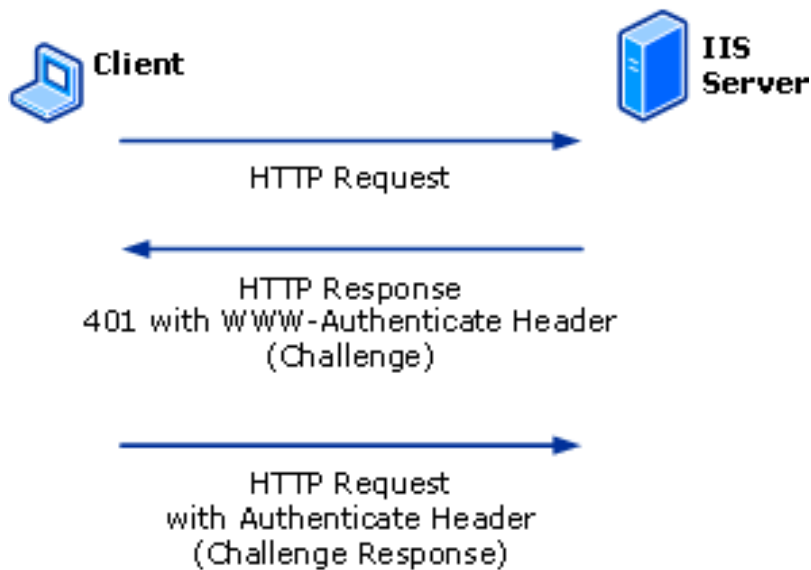 Client
IIS
Server
HTTP Request
HTTP Response
401 with WWW-Authenticate Header
(Challenge)
HTTP Request
with Authenticate Header
(Challenge Response)